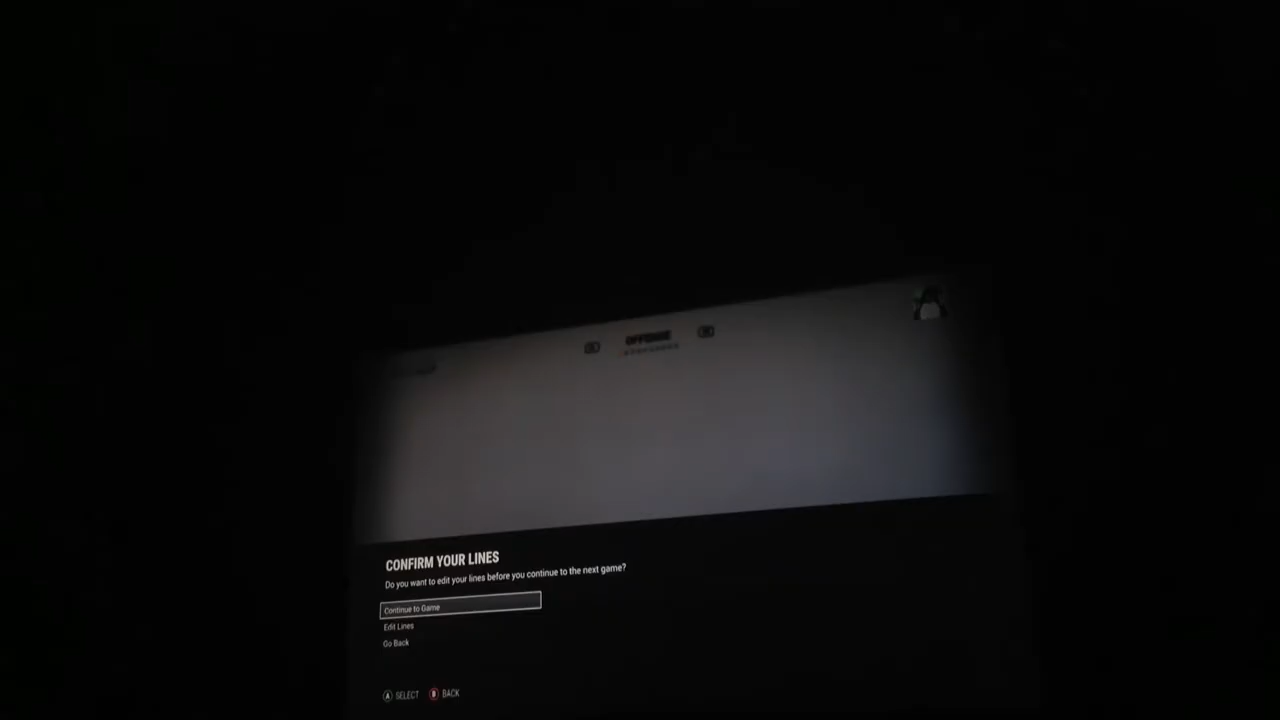 OFFENSE
CONFIRM YOUR LINES
Do you want to edit your lines before you continue to the next game?
Continue to Game
Edit Lines
Go Back
A SELECT B BACK